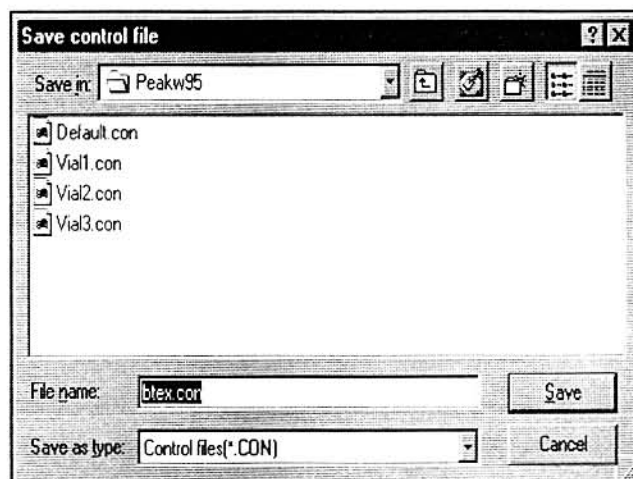 Save control file
Save in: Peakw95
Default.con
Vial1.con
Vial2.con
Vial3.con
File name: btex.con Save
Save as type: Control files(*.CON) Cancel